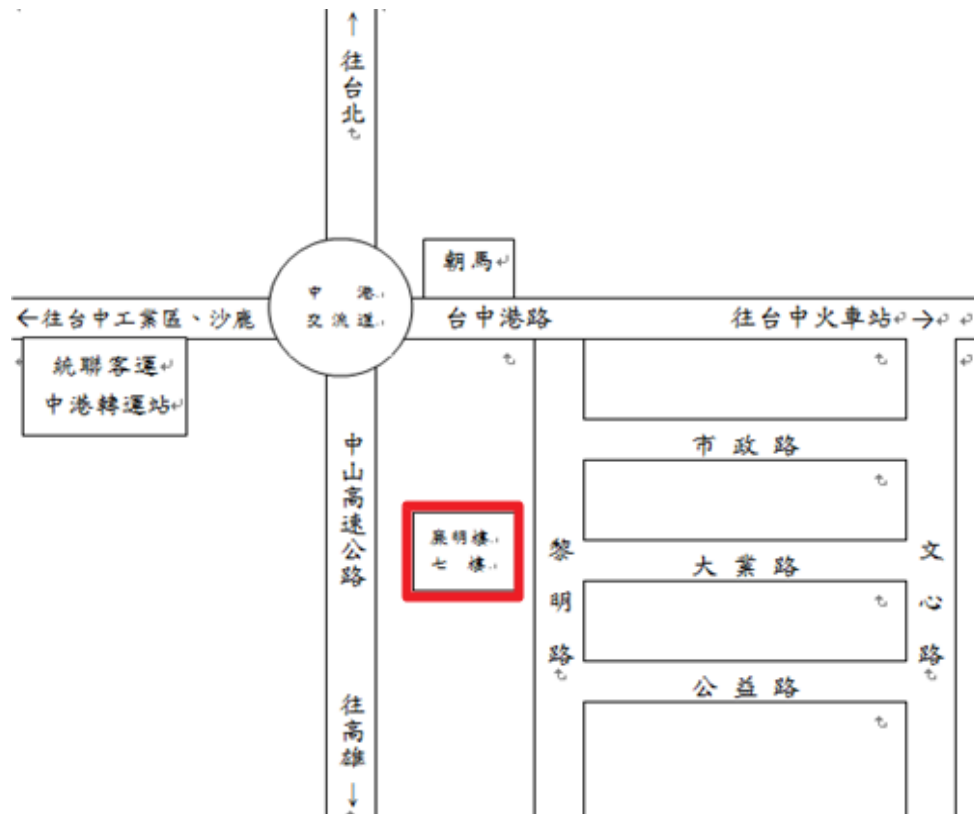 ↑往台北
朝馬
中 港
交流道
←往台中工業區、沙鹿
台中港路
往台中火車站→
統聯客運
中港轉運站
中山高速公路
市政路
廉明樓
七 樓
黎明路
大業路
文心路
公益路
往高雄↓